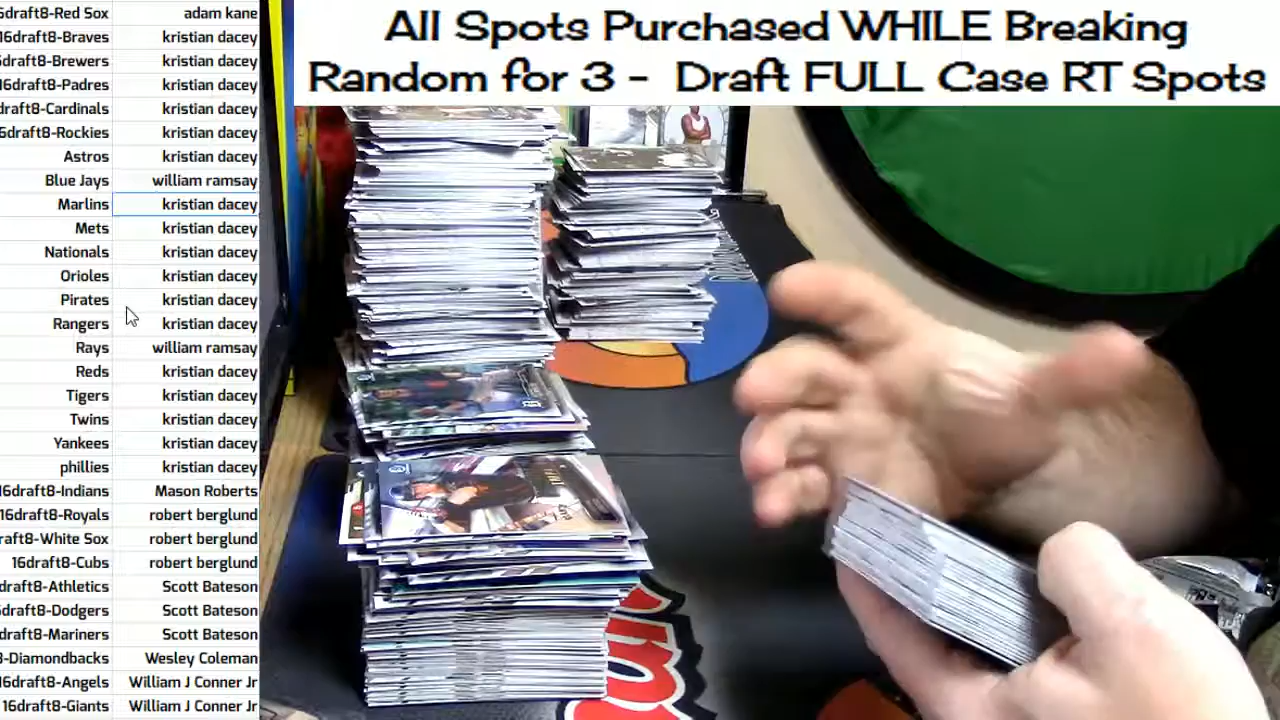 All Spots Purchased WHILE Breaking
Random for 3 - Draft FULL Case RT Spots
6draft8-Red Sox adam kane
16draft8-Braves kristian dacey
6draft8-Brewers kristian dacey
16draft8-Padres kristian dacey
draft8-Cardinals kristian dacey
6draft8-Rockies kristian dacey
Astros kristian dacey
Blue Jays william ramsay
Marlins kristian dacey
Mets kristian dacey
Nationals kristian dacey
Orioles kristian dacey
Pirates kristian dacey
Rangers kristian dacey
Rays william ramsay
Reds kristian dacey
Tigers kristian dacey
Twins kristian dacey
Yankees kristian dacey
phillies kristian dacey
16draft8-Indians Mason Roberts
16draft8-Royals robert berglund
raft8-White Sox robert berglund
16draft8-Cubs robert berglund
draft8-Athletics Scott Bateson
6draft8-Dodgers Scott Bateson
draft8-Mariners Scott Bateson
8-Diamondbacks Wesley Coleman
16draft8-Angels William J Conner Jr
16draft8-Giants William J Conner Jr